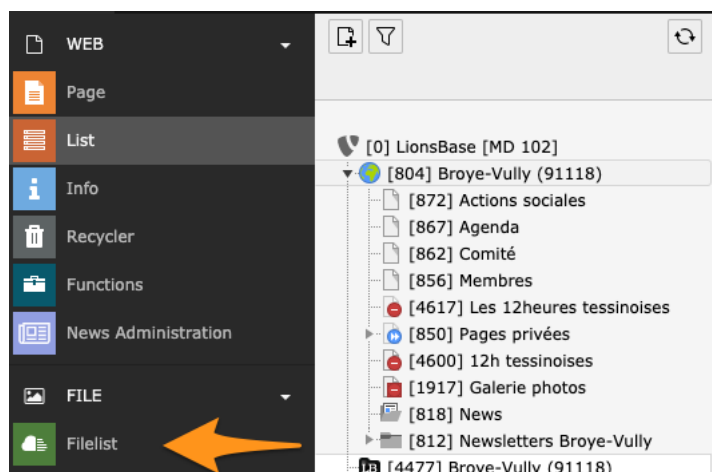 WEB
Page
List
Info
Recycler
Functions
News Administration
FILE
Filelist
[0] LionsBase [MD 102]
[804] Broye-Vully (91118)
[872] Actions sociales
[867] Agenda
[862] Comité
[856] Membres
[4617] Les 12heures tessinoises
[850] Pages privées
[4600] 12h tessinoises
[1917] Galerie photos
[818] News
[812] Newsletters Broye-Vully
LB [4477] Broye-Vully (91118)